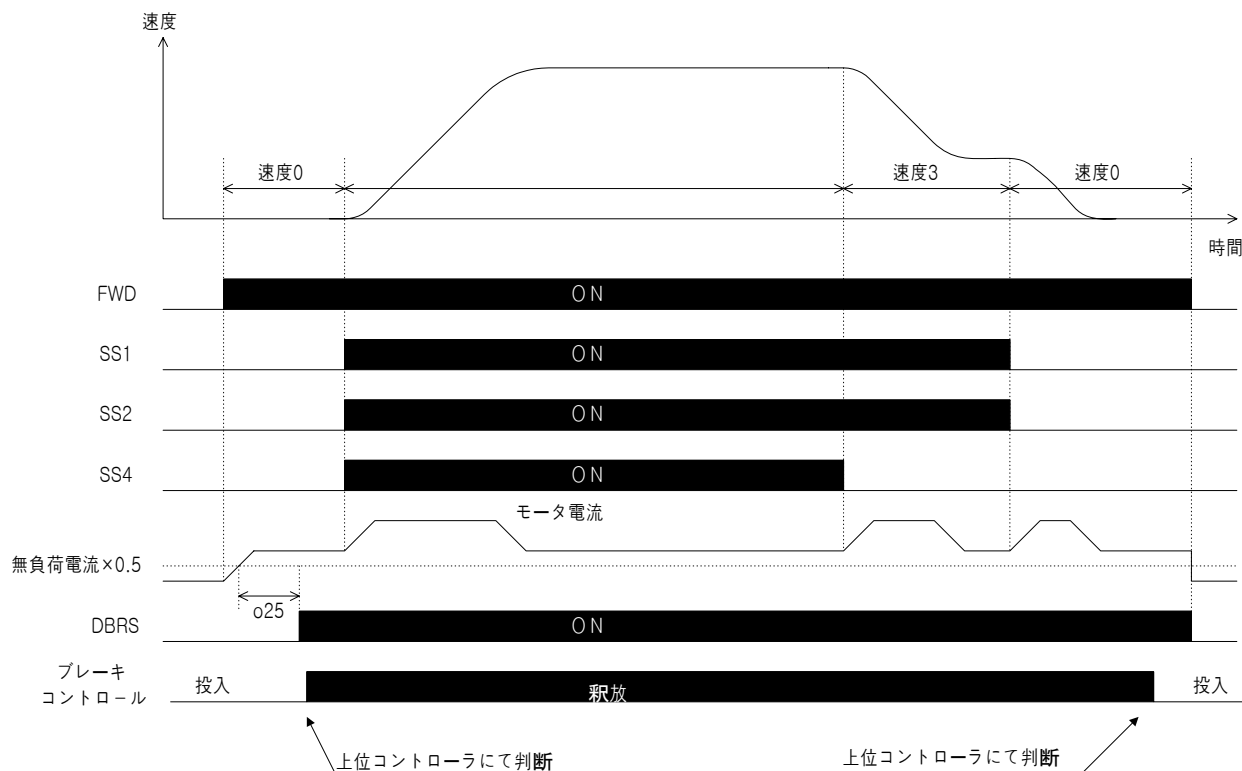 速度
速度0
速度3
速度0
時間
FWD
ON
SS1
ON
SS2
ON
SS4
ON
モータ電流
無負荷電流×0.5
o25
DBRS
ON
ブレーキ
コントロール
投入
釈放
投入
上位コントローラにて判断
上位コントローラにて判断